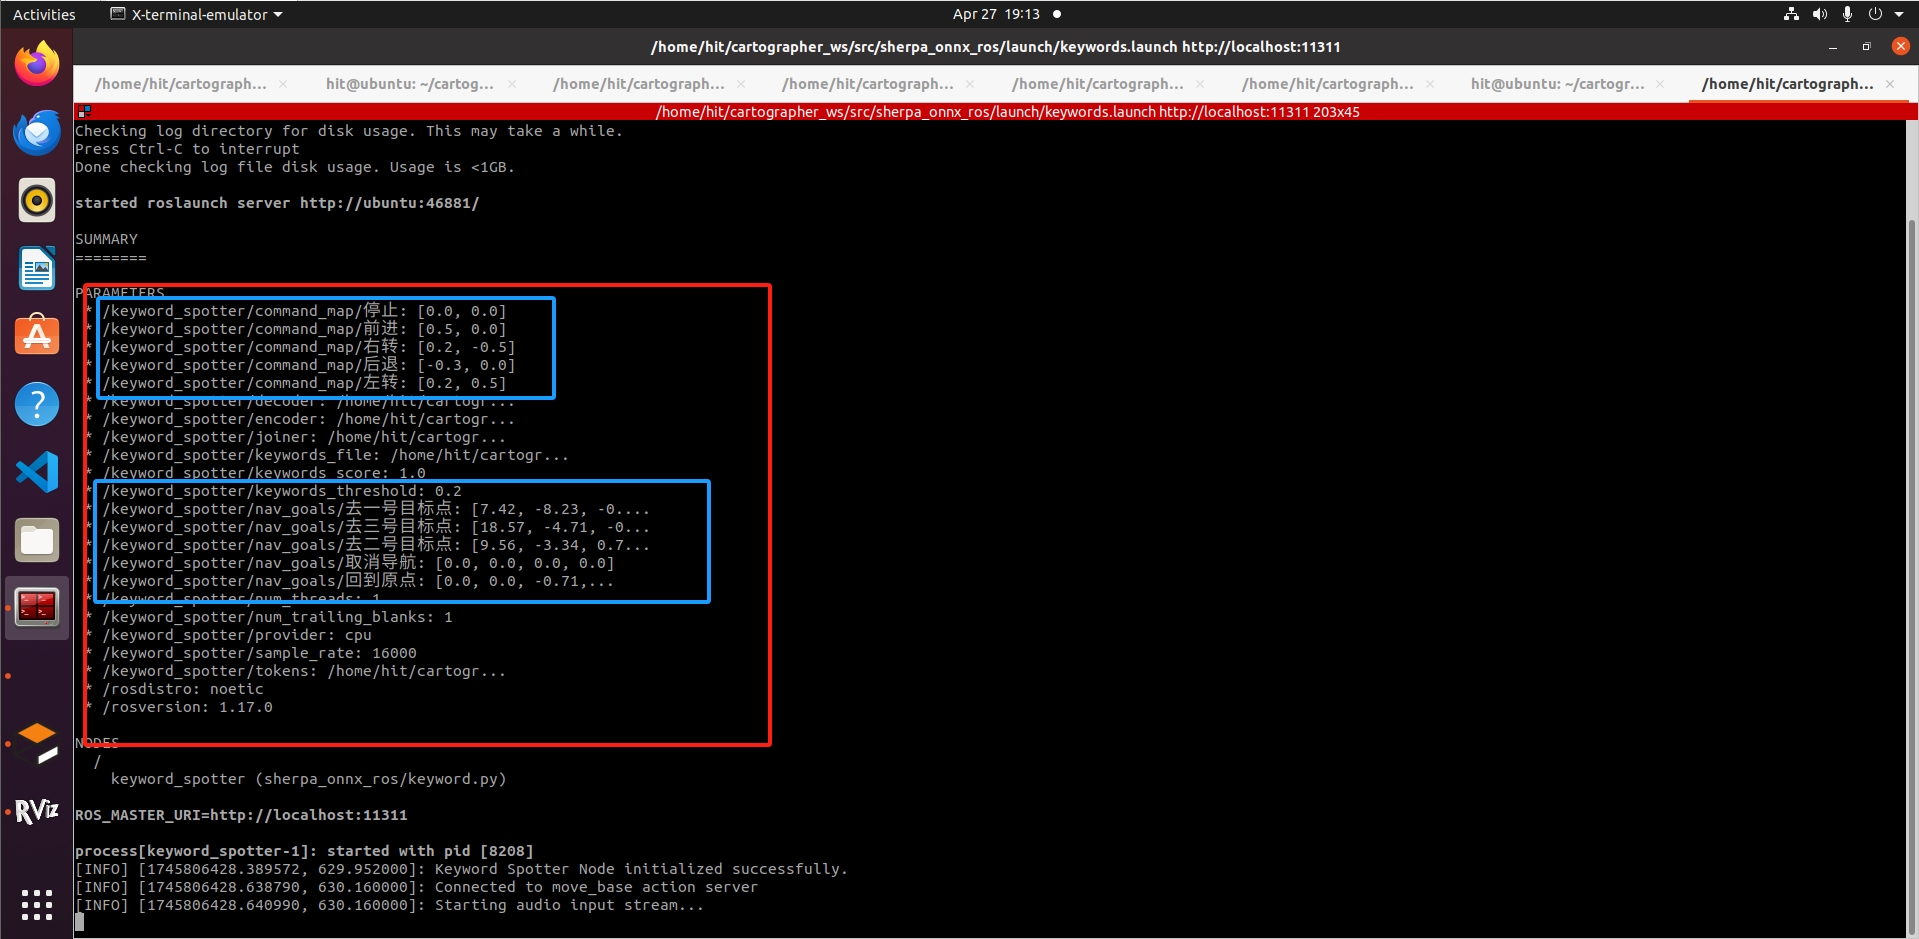 Activities
X-terminal-emulator
Apr 27 19:13
/home/hit/cartographer_ws/src/sherpa_onnx_ros/launch/keywords.launch http://localhost:11311
/home/hit/cartograph...
hit@ubuntu: ~/cartog...
/home/hit/cartograph...
/home/hit/cartograph...
/home/hit/cartograph...
/home/hit/cartograph...
hit@ubuntu: ~/cartogr...
/home/hit/cartograph...
/home/hit/cartographer_ws/src/sherpa_onnx_ros/launch/keywords.launch http://localhost:11311 203x45
Checking log directory for disk usage. This may take a while.
Press Ctrl-C to interrupt
Done checking log file disk usage. Usage is <1GB.
started roslaunch server http://ubuntu:46881/
SUMMARY
========
PARAMETERS
* /keyword_spotter/command_map/停止: [0.0, 0.0]
* /keyword_spotter/command_map/前进: [0.5, 0.0]
* /keyword_spotter/command_map/右转: [0.2, -0.5]
* /keyword_spotter/command_map/后退: [-0.3, 0.0]
* /keyword_spotter/command_map/左转: [0.2, 0.5]
* /keyword_spotter/decoder: /home/hit/cartogr...
* /keyword_spotter/encoder: /home/hit/cartogr...
* /keyword_spotter/joiner: /home/hit/cartogr...
* /keyword_spotter/keywords_file: /home/hit/cartogr...
* /keyword_spotter/keywords_score: 1.0
* /keyword_spotter/keywords_threshold: 0.2
* /keyword_spotter/nav_goals/去一号目标点: [7.42, -8.23, -0....
* /keyword_spotter/nav_goals/去三号目标点: [18.57, -4.71, -0...
* /keyword_spotter/nav_goals/去二号目标点: [9.56, -3.34, 0.7...
* /keyword_spotter/nav_goals/取消导航: [0.0, 0.0, 0.0, 0.0]
* /keyword_spotter/nav_goals/回到原点: [0.0, 0.0, -0.71,...
* /keyword_spotter/num_threads: 1
* /keyword_spotter/num_trailing_blanks: 1
* /keyword_spotter/provider: cpu
* /keyword_spotter/sample_rate: 16000
* /keyword_spotter/tokens: /home/hit/cartogr...
* /rosdistro: noetic
* /rosversion: 1.17.0
NODES
/
keyword_spotter (sherpa_onnx_ros/keyword.py)
RViz
ROS_MASTER_URI=http://localhost:11311
process[keyword_spotter-1]: started with pid [8208]
[INFO] [1745806428.389572, 629.952000]: Keyword Spotter Node initialized successfully.
[INFO] [1745806428.638790, 630.160000]: Connected to move_base action server
[INFO] [1745806428.640990, 630.160000]: Starting audio input stream...